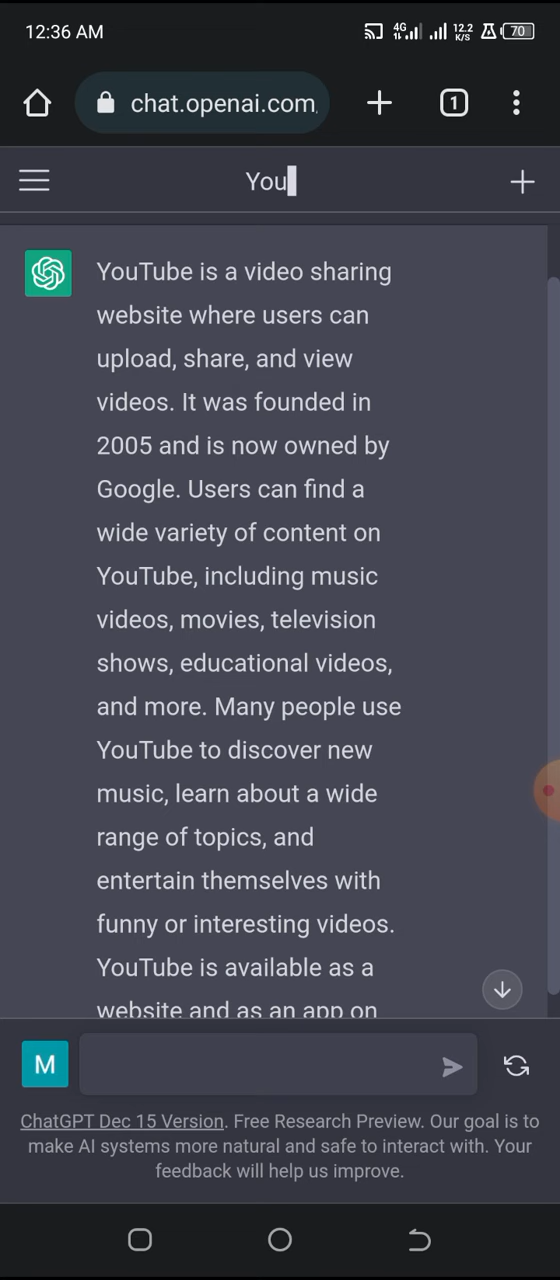 12:36 AM 4G 12.2 K/S 70
chat.openai.com, 1
You
YouTube is a video sharing
website where users can
upload, share, and view
videos. It was founded in
2005 and is now owned by
Google. Users can find a
wide variety of content on
YouTube, including music
videos, movies, television
shows, educational videos,
and more. Many people use
YouTube to discover new
music, learn about a wide
range of topics, and
entertain themselves with
funny or interesting videos.
YouTube is available as a
website and as an app on
M
ChatGPT Dec 15 Version. Free Research Preview. Our goal is to
make AI systems more natural and safe to interact with. Your
feedback will help us improve.